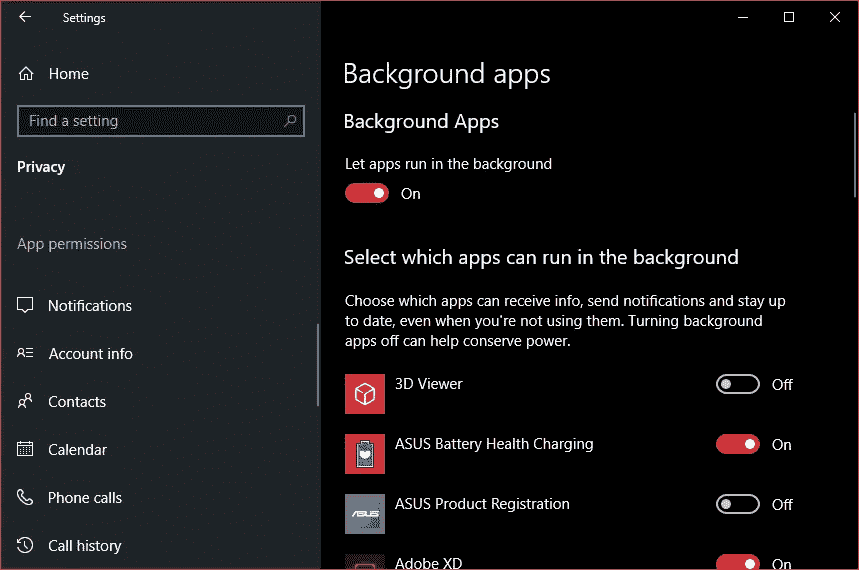 Settings
Home
Find a setting
Privacy
App permissions
Notifications
Account info
Contacts
Calendar
Phone calls
Call history
Background apps
Background Apps
Let apps run in the background
On
Select which apps can run in the background
Choose which apps can receive info, send notifications and stay up
to date, even when you're not using them. Turning background
apps off can help conserve power.
3D Viewer Off
ASUS Battery Health Charging On
ASUS
ASUS Product Registration Off
Adobe XD On